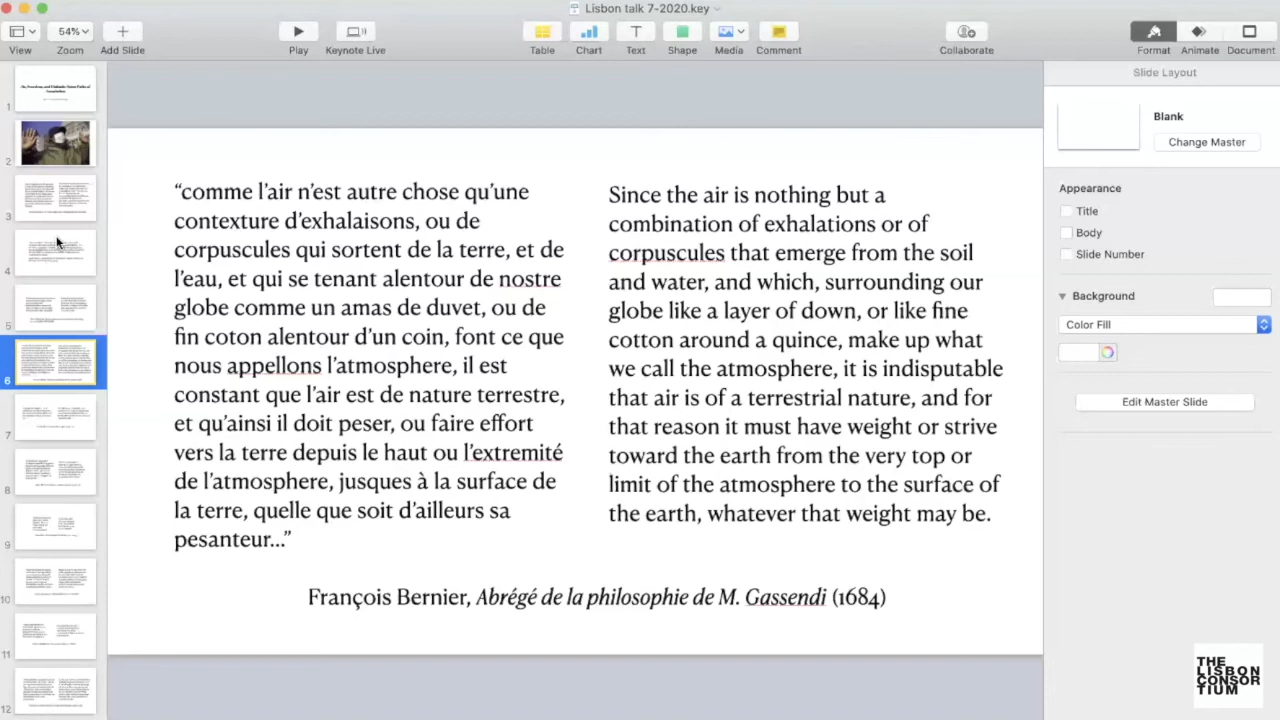 Lisbon talk 7-2020.key
54%
View
Zoom
Add Slide
Play
Keynote Live
Table
Chart
Text
Shape
Media
Comment
Collaborate
Format
Animate
Document
1
2
3
4
5
6
7
8
9
10
11
12
“comme l’air n’est autre chose qu’une
contexure d’exhalaisons, ou de
corpuscules qui sortent de la terre, et de
l’eau, et qui se tenant alentour de nostre
globe comme un amas de duvet, ou de
fin coton alentour d’un coin, font ce que
nous appellons atmosphere, il est
constant que l’air est de nature terrestre,
et qu’ainsi il doit peser, ou faire effort
vers la terre depuis le haut ou l’extremité
de l’atmosphere, jusques à la surface de
la terre, quelle que soit d’ailleurs sa
pesanteur...”
Since the air is nothing but a
combination of exhalations or of
corpuscules that emerge from the soil
and water, and which, surrounding our
globe like a layer of down, or like fine
cotton around a quince, make up what
we call the atmosphere, it is indisputable
that air is of a terrestrial nature, and for
that reason it must have weight or strive
toward the earth from the very top or
limit of the atmosphere to the surface of
the earth, whatever that weight may be.
François Bernier, Abregé de la philosophie de M. Gassendi (1684)
Slide Layout
Blank
Change Master
Appearance
Title
Body
Slide Number
Background
Color Fill
Edit Master Slide
THE
LISBON
CONSOR
TIUM